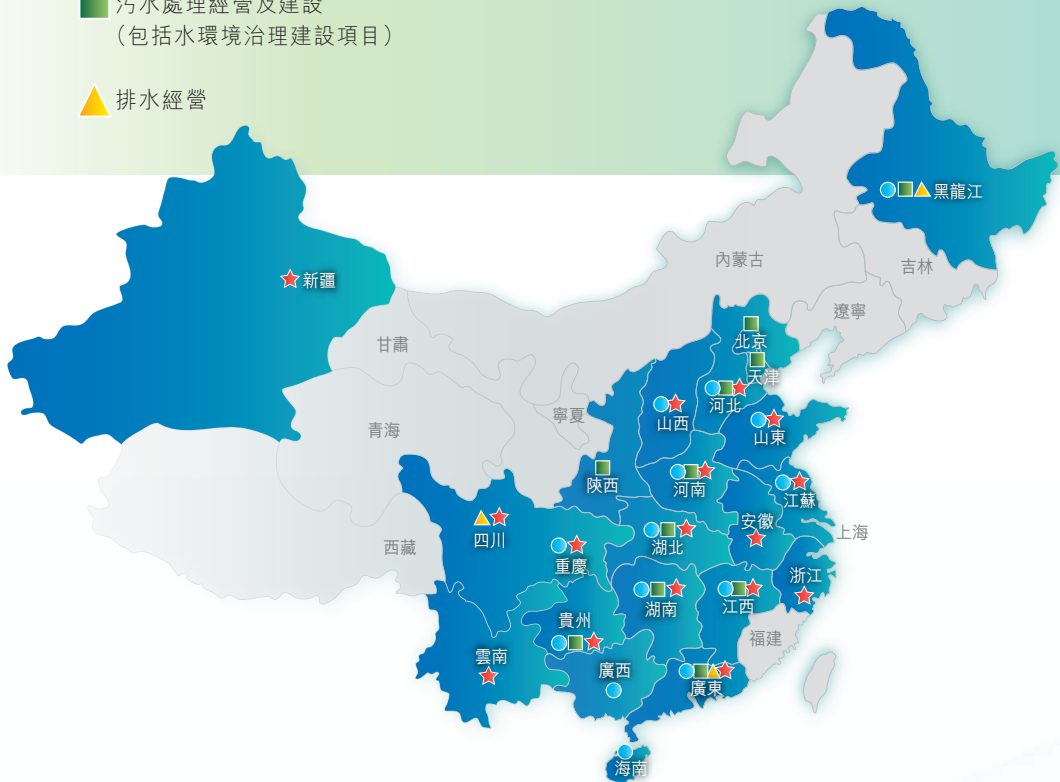 污水處理經營及建設
（包括水環境治理建設項目）
排水經營
黑龍江
內蒙古
吉林
新疆
遼寧
北京
甘肅
天津
河北
山西
寧夏
青海
山東
陝西
河南
江蘇
安徽
上海
四川
湖北
西藏
重慶
浙江
湖南
江西
貴州
福建
雲南
廣西
廣東
海南